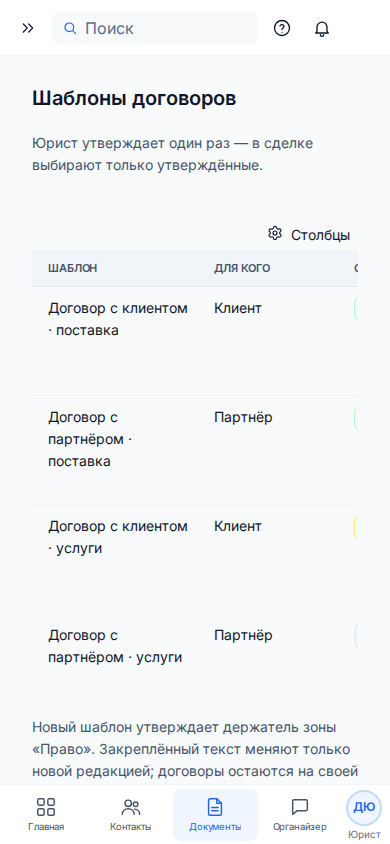 Поиск
Шаблоны договоров
Юрист утверждает один раз — в сделке
выбирают только утверждённые.
Столбцы
ШАБЛОН ДЛЯ КОГО
Договор с клиентом Клиент
· поставка
Договор с Партнёр
партнёром ·
поставка
Договор с клиентом Клиент
· услуги
Договор с Партнёр
партнёром · услуги
Новый шаблон утверждает держатель зоны
«Право». Закреплённый текст меняют только
новой редакцией; договоры остаются на своей
Главная Контакты Документы Органайзер ДЮ
Юрист